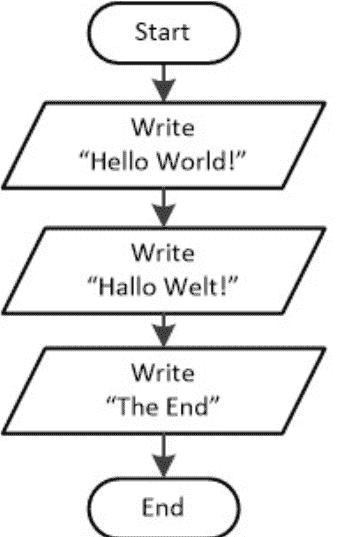 Start
Write
“Hello World!”
Write
“Hallo Welt!”
Write
“The End”
End